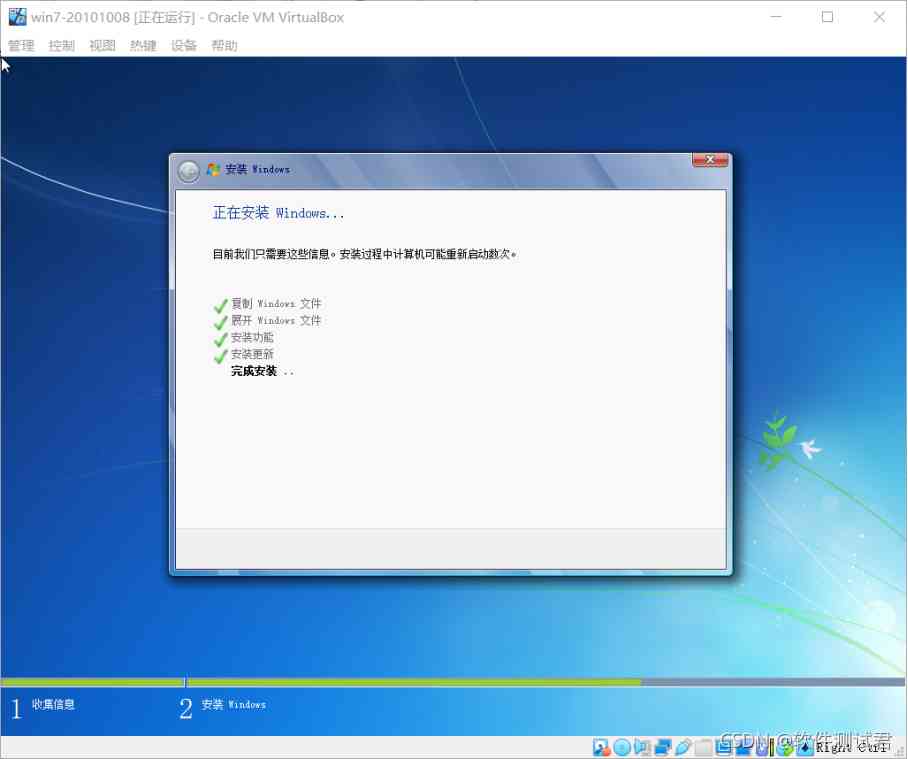 win7-20101008 [正在运行] - Oracle VM VirtualBox
管理 控制 视图 热键 设备 帮助
安装 Windows
正在安装 Windows...
目前我们只需要这些信息。安装过程中计算机可能重新启动数次。
复制 Windows 文件
展开 Windows 文件
安装功能
安装更新
完成安装 ..
1 收集信息
2 安装 Windows
CSDN @软件测试君
Right Ctrl